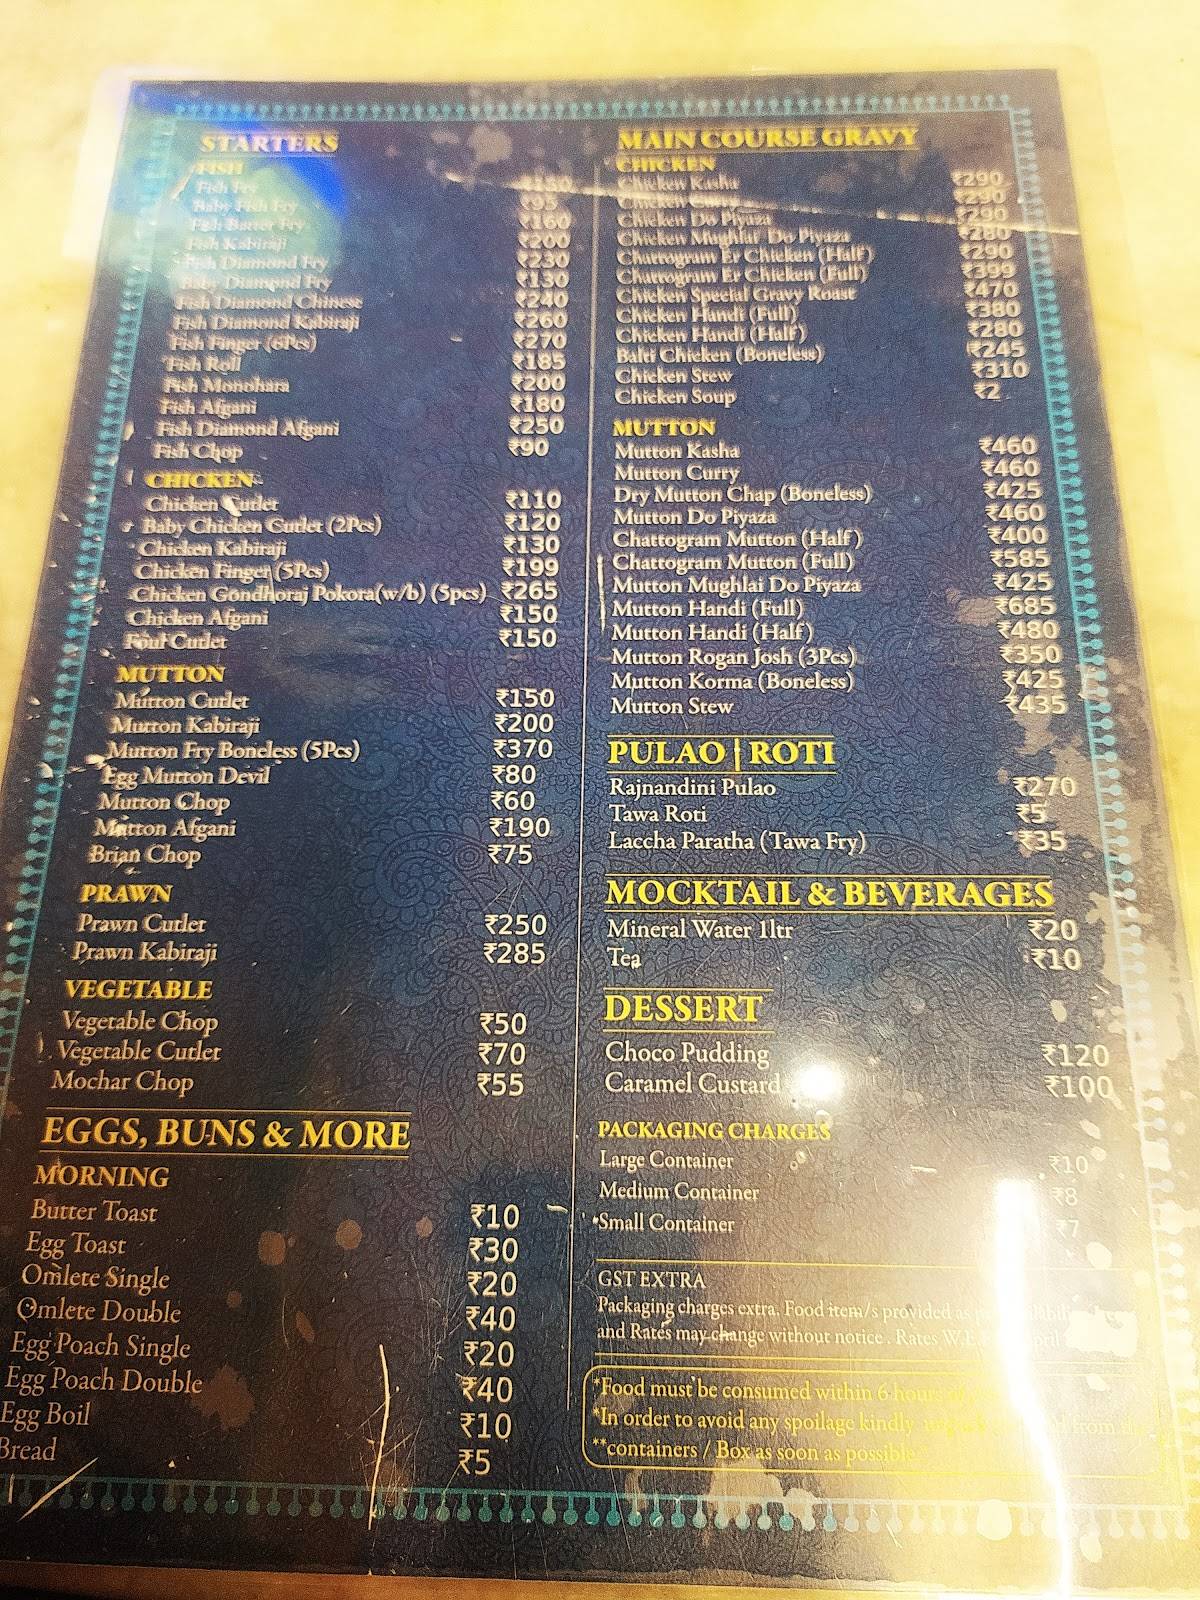 STARTERS
FISH
Fish Fry ₹150
Baby Fish Fry ₹95
Fish Butter Fry ₹160
Fish Kabiraji ₹200
Fish Diamond Fry ₹230
Baby Diamond Fry ₹130
Fish Diamond Chinese ₹240
Fish Diamond Kabiraji ₹260
Fish Finger (6Pcs) ₹270
Fish Roll ₹185
Fish Monohara ₹200
Fish Afgani ₹180
Fish Diamond Afgani ₹250
Fish Chop ₹90
CHICKEN
Chicken Cutlet ₹110
Baby Chicken Cutlet (2Pcs) ₹120
Chicken Kabiraji ₹130
Chicken Finger (5Pcs) ₹199
Chicken Gondhoraj Pokora(w/b) (5pcs) ₹265
Chicken Afgani ₹150
Foul Cutlet ₹150
MUTTON
Mutton Cutlet ₹150
Mutton Kabiraji ₹200
Mutton Fry Boneless (5Pcs) ₹370
Egg Mutton Devil ₹80
Mutton Chop ₹60
Mutton Afgani ₹190
Brian Chop ₹75
PRAWN
Prawn Cutlet ₹250
Prawn Kabiraji ₹285
VEGETABLE
Vegetable Chop ₹50
Vegetable Cutlet ₹70
Mochar Chop ₹55
EGGS, BUNS & MORE
MORNING
Butter Toast ₹10
Egg Toast ₹30
Omlete Single ₹20
Omlete Double ₹40
Egg Poach Single ₹20
Egg Poach Double ₹40
Egg Boil ₹10
Bread ₹5
MAIN COURSE GRAVY
CHICKEN
Chicken Kasha ₹290
Chicken Curry ₹290
Chicken Do Piyaza ₹290
Chicken Mughlai Do Piyaza ₹280
Chattogram Er Chicken (Half) ₹290
Chattogram Er Chicken (Full) ₹399
Chicken Special Gravy Roast ₹470
Chicken Handi (Full) ₹380
Chicken Handi (Half) ₹280
Balti Chicken (Boneless) ₹245
Chicken Stew ₹310
Chicken Soup ₹2
MUTTON
Mutton Kasha ₹460
Mutton Curry ₹460
Dry Mutton Chap (Boneless) ₹425
Mutton Do Piyaza ₹460
Chattogram Mutton (Half) ₹400
Chattogram Mutton (Full) ₹585
Mutton Mughlai Do Piyaza ₹425
Mutton Handi (Full) ₹685
Mutton Handi (Half) ₹480
Mutton Rogan Josh (3Pcs) ₹350
Mutton Korma (Boneless) ₹425
Mutton Stew ₹435
PULAO | ROTI
Rajnandini Pulao ₹270
Tawa Roti ₹5
Laccha Paratha (Tawa Fry) ₹35
MOCKTAIL & BEVERAGES
Mineral Water 1ltr ₹20
Tea ₹10
DESSERT
Choco Pudding ₹120
Caramel Custard ₹100
PACKAGING CHARGES
Large Container ₹10
Medium Container ₹8
*Small Container ₹7
GST EXTRA
Packaging charges extra. Food item/s provided as
and Rates may change without notice . Rates W.E
*Food must be consumed within 6 hours
*In order to avoid any spoilage kindly from
**containers / Box as soon as possible